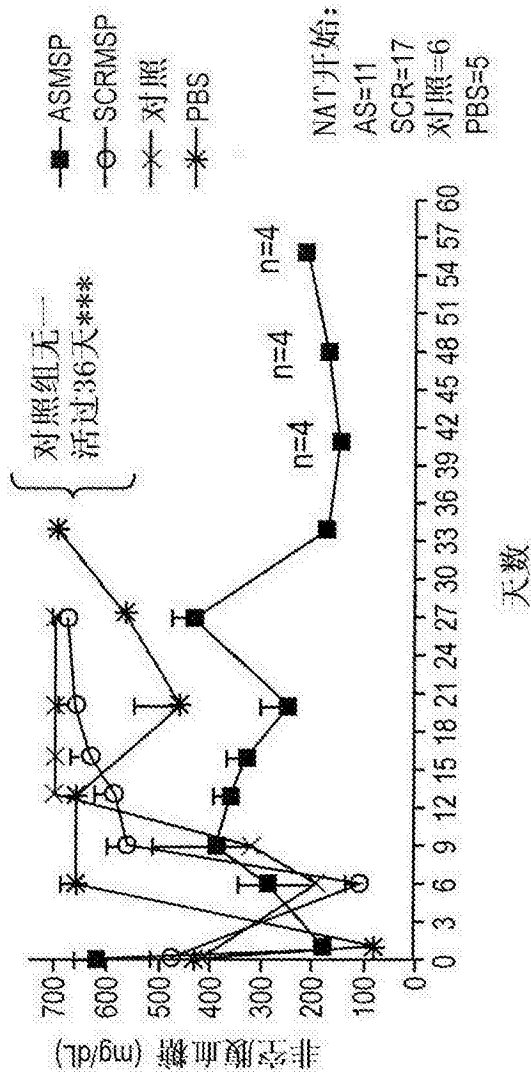 ASMSP
SCRMSP
对照
PBS
NAT开始:
AS=11
SCR=17
对照=6
PBS=5
对照组无一
活过36天***
n=4
n=4
n=4
700
600
500
400
300
200
100
0
非空腹血糖 (mg/dL)
0 3 6 9 12 15 18 21 24 27 30 33 36 39 42 45 48 51 54 57 60
天数